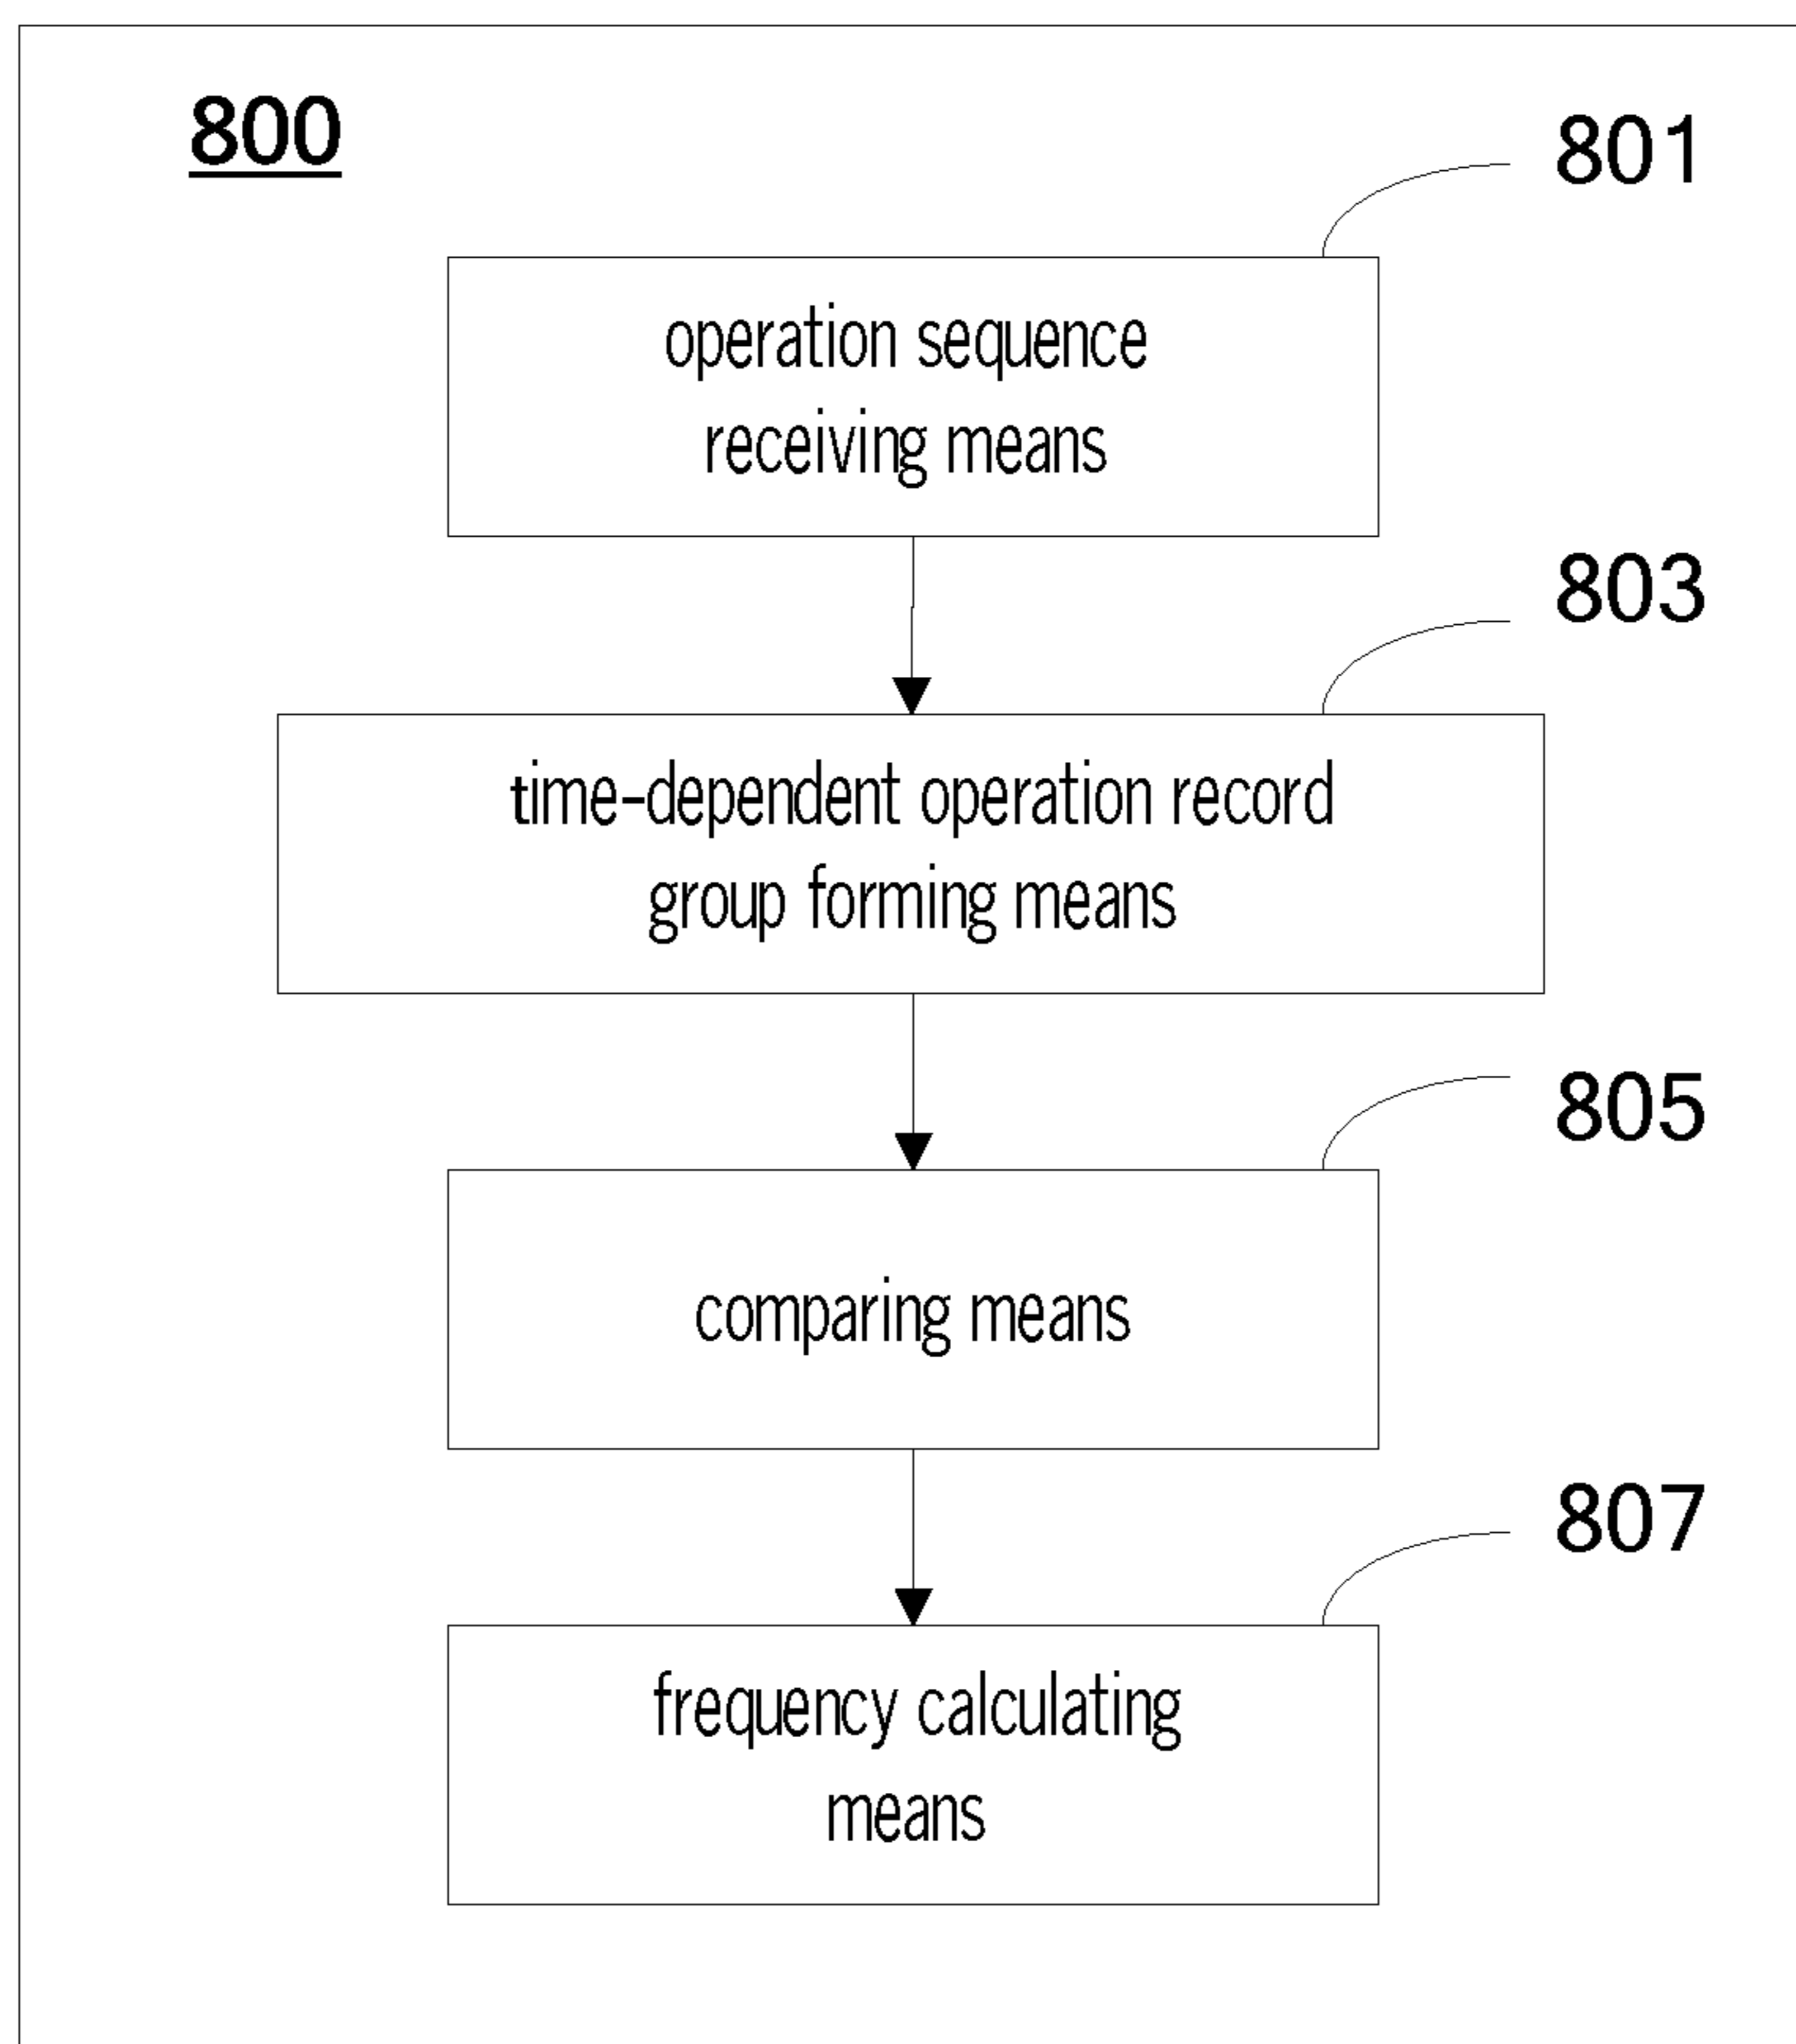 800
801
operation sequence
receiving means
803
time-dependent operation record
group forming means
805
comparing means
807
frequency calculating
means